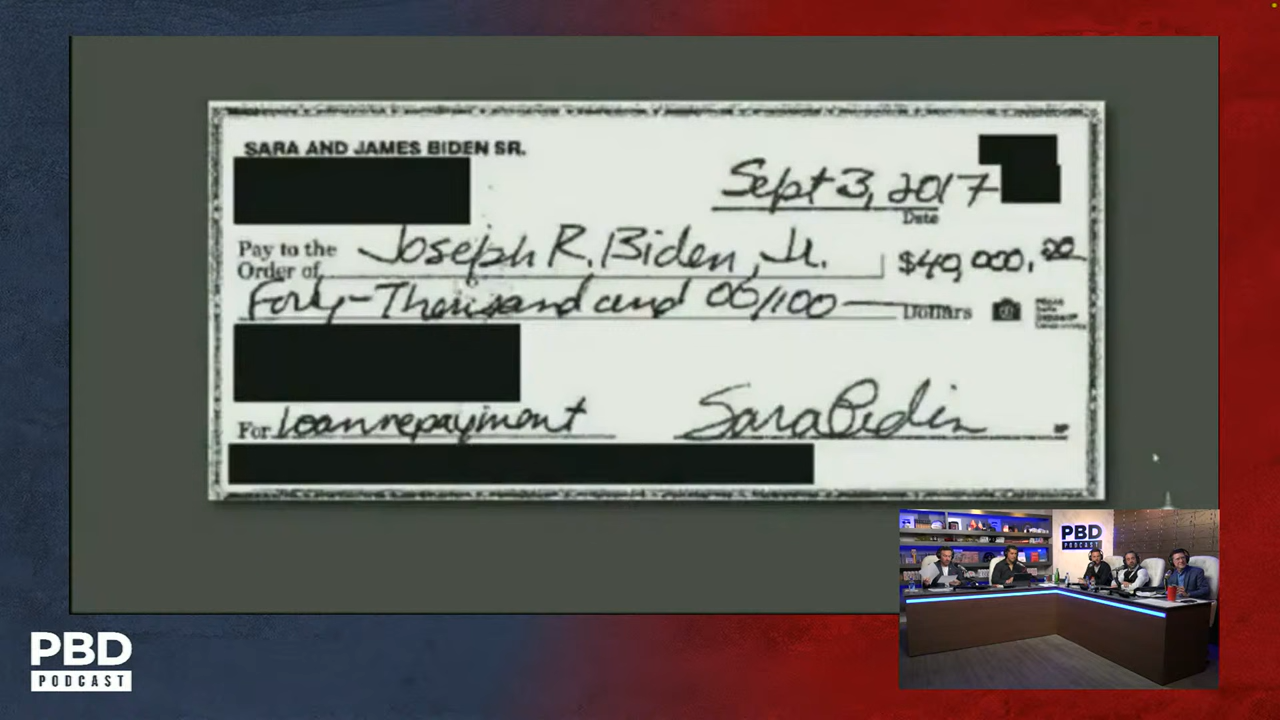 SARA AND JAMES BIDEN SR.
Sept 3, 2017
Date
Pay to the
Order of
Joseph R. Biden, Jr.
$40,000.00
Forty-Thousand and 00/100
Dollars
For
Loan repayment
Sara Biden
MP
PBD
PODCAST
PBD
PODCAST